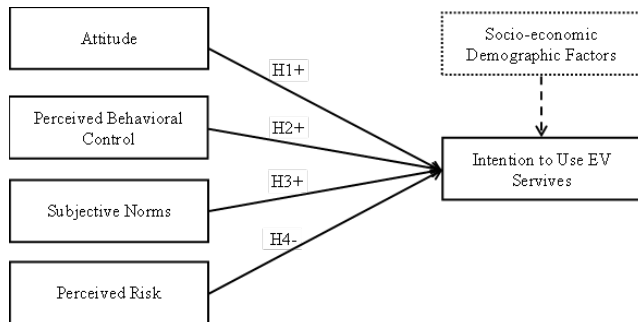 Attitude
Socio-economic
Demographic Factors
H1+
Perceived Behavioral
Control
H2+
Intention to Use EV
Servives
H3+
Subjective Norms
H4-
Perceived Risk